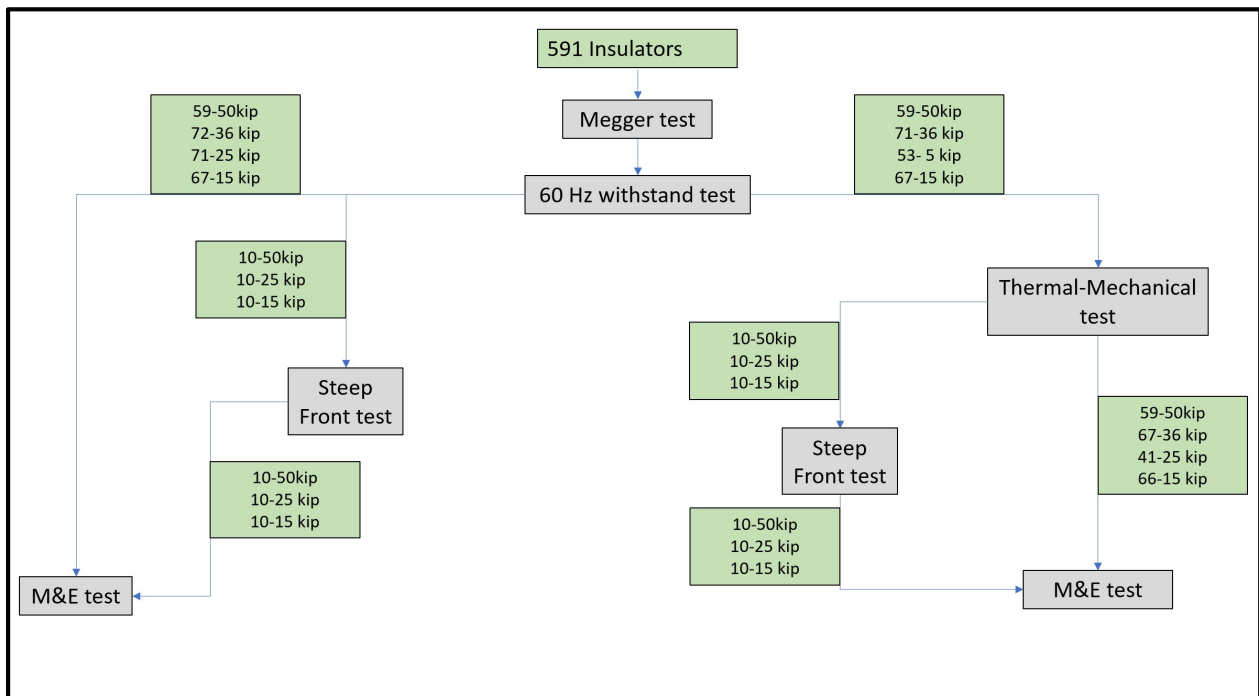 591 Insulators
Megger test
60 Hz withstand test
59-50kip
72-36 kip
71-25 kip
67-15 kip
59-50kip
71-36 kip
53- 5 kip
67-15 kip
10-50kip
10-25 kip
10-15 kip
Steep
Front test
10-50kip
10-25 kip
10-15 kip
M&E test
Thermal-Mechanical
test
10-50kip
10-25 kip
10-15 kip
Steep
Front test
59-50kip
67-36 kip
41-25 kip
66-15 kip
10-50kip
10-25 kip
10-15 kip
M&E test